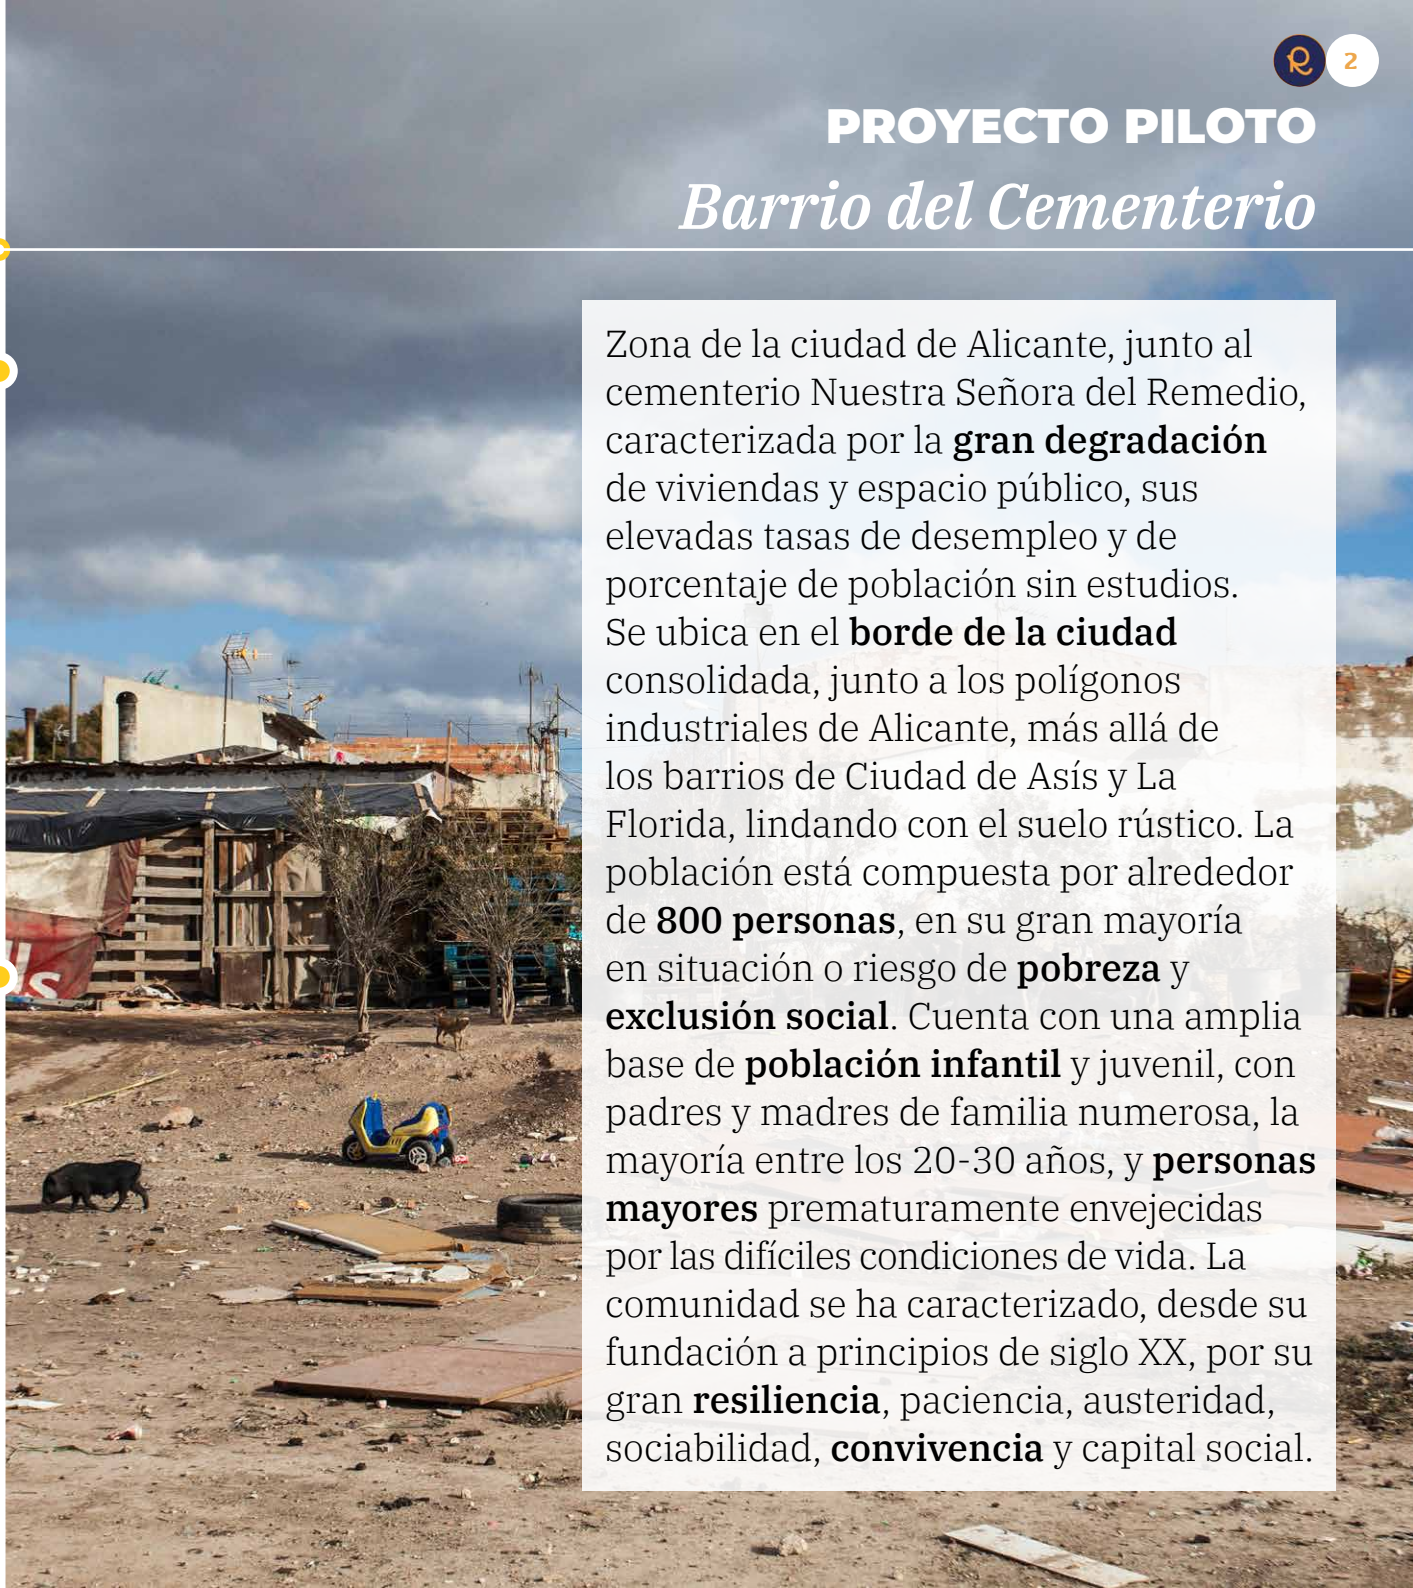 R 2
PROYECTO PILOTO
Barrio del Cementerio
Zona de la ciudad de Alicante, junto al
cementerio Nuestra Señora del Remedio,
caracterizada por la gran degradación
de viviendas y espacio público, sus
elevadas tasas de desempleo y de
porcentaje de población sin estudios.
Se ubica en el borde de la ciudad
consolidada, junto a los polígonos
industriales de Alicante, más allá de
los barrios de Ciudad de Asís y La
Florida, lindando con el suelo rústico. La
población está compuesta por alrededor
de 800 personas, en su gran mayoría
en situación o riesgo de pobreza y
exclusión social. Cuenta con una amplia
base de población infantil y juvenil, con
padres y madres de familia numerosa, la
mayoría entre los 20-30 años, y personas
mayores prematuramente envejecidas
por las difíciles condiciones de vida. La
comunidad se ha caracterizado, desde su
fundación a principios de siglo XX, por su
gran resiliencia, paciencia, austeridad,
sociabilidad, convivencia y capital social.